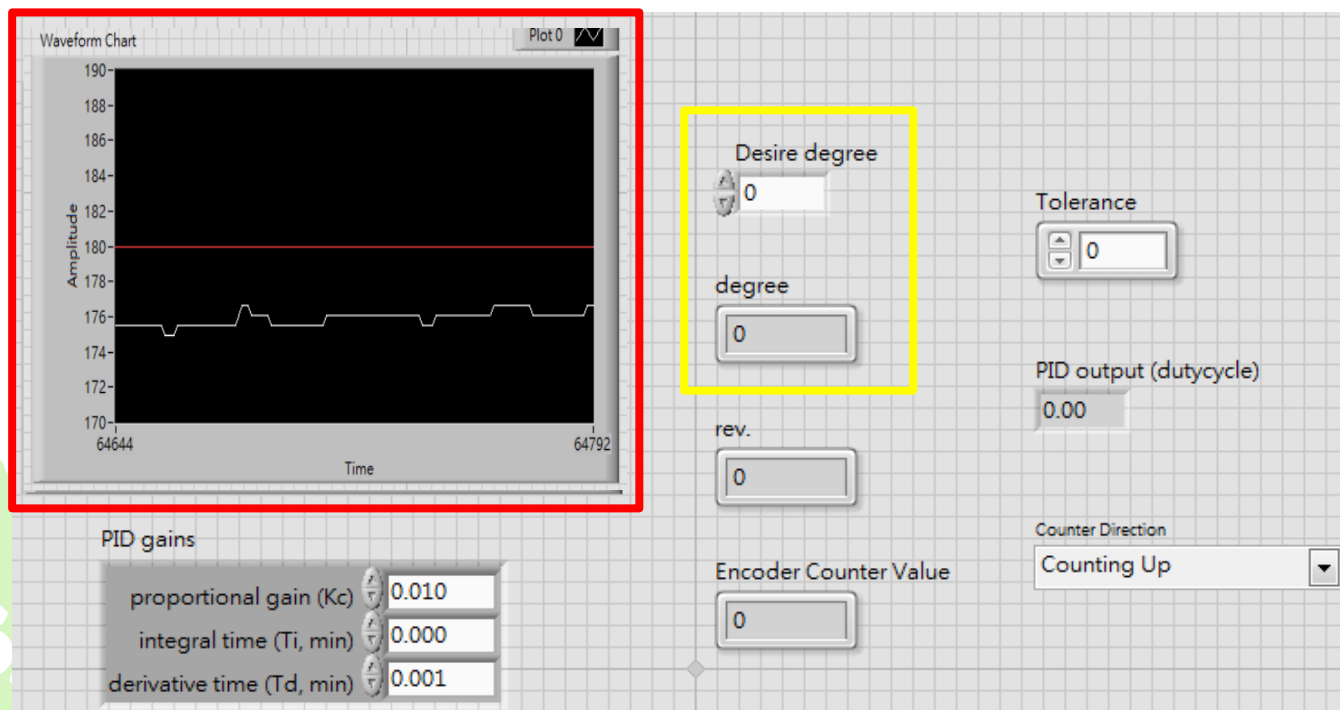 Waveform Chart
Plot 0
190
188
186
184
182
180
178
176
174
172
170
Amplitude
64644
64792
Time
Desire degree
0
degree
0
rev.
0
Encoder Counter Value
0
Tolerance
0
PID output (dutycycle)
0.00
Counter Direction
Counting Up
PID gains
proportional gain (Kc) 0.010
integral time (Ti, min) 0.000
derivative time (Td, min) 0.001